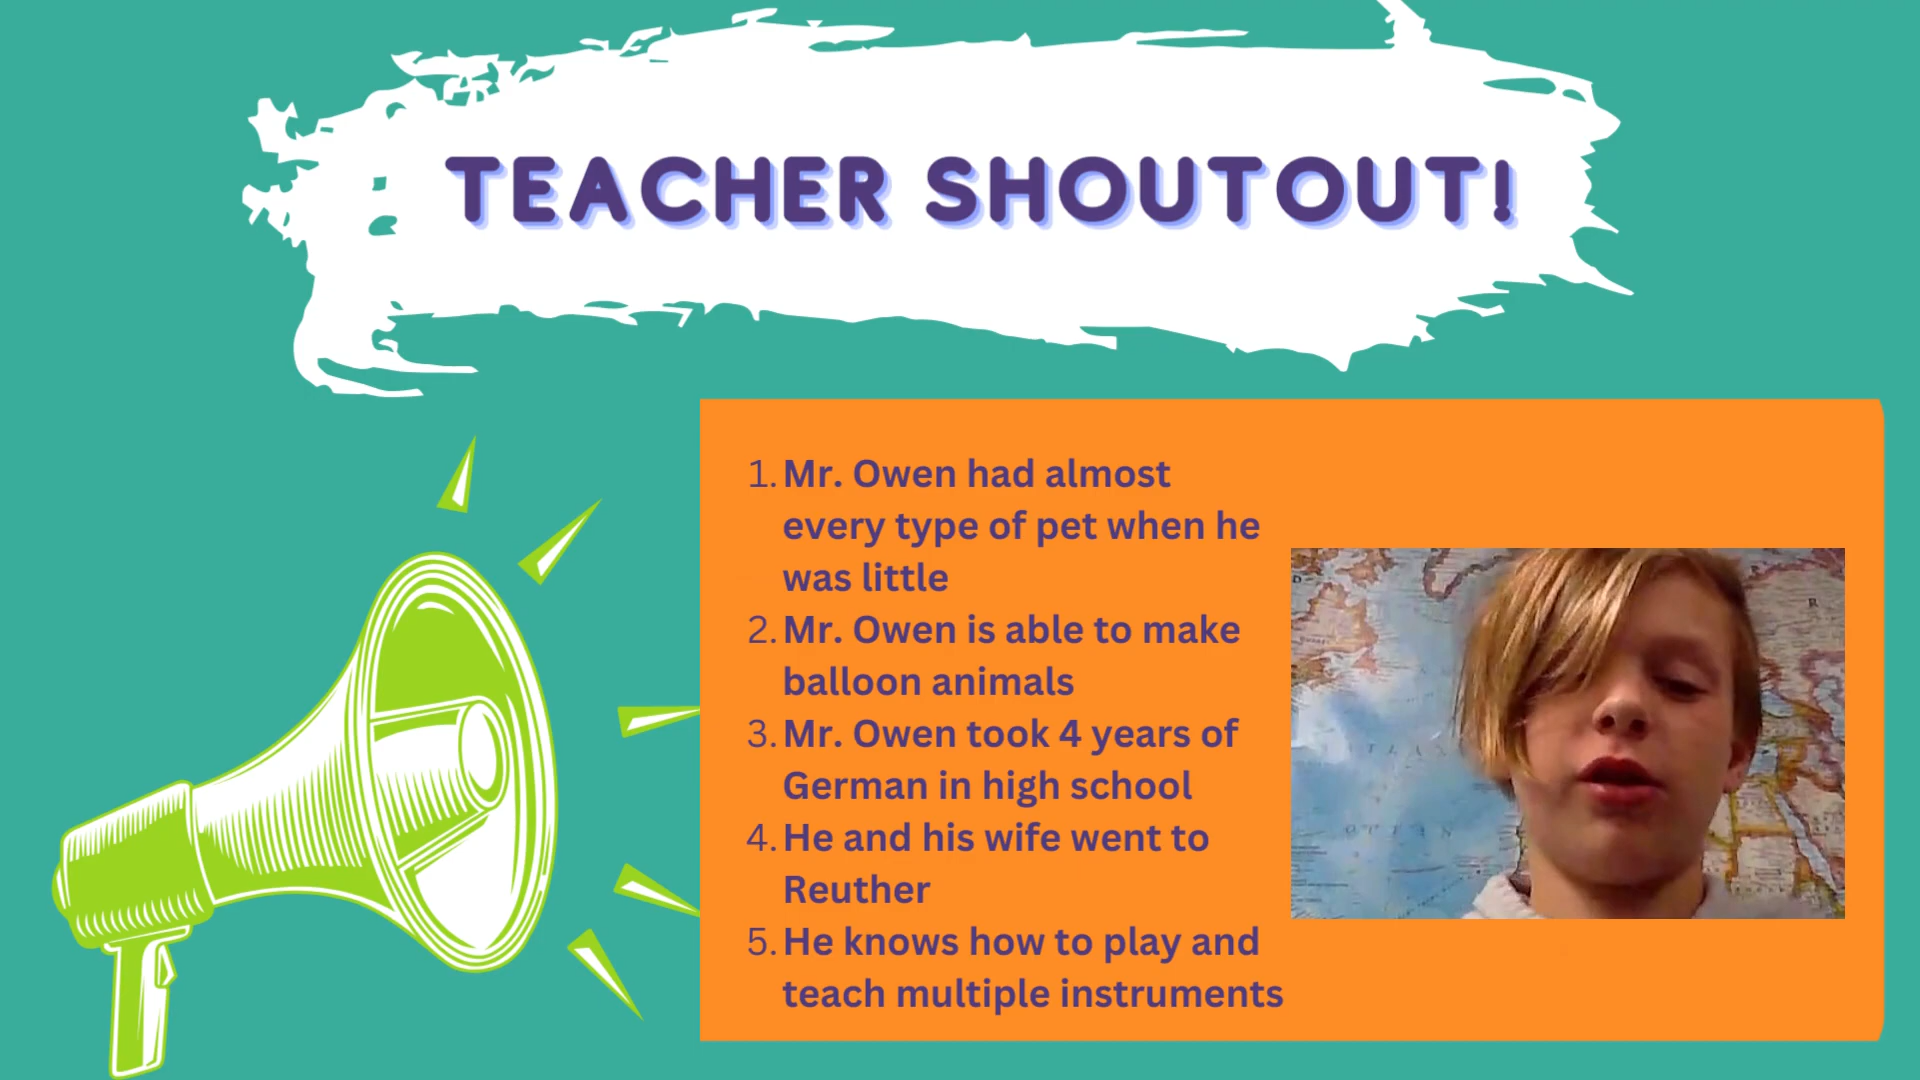 TEACHER SHOUTOUT!
1. Mr. Owen had almost
every type of pet when he
was little
2. Mr. Owen is able to make
balloon animals
3. Mr. Owen took 4 years of
German in high school
4. He and his wife went to
Reuther
5. He knows how to play and
teach multiple instruments